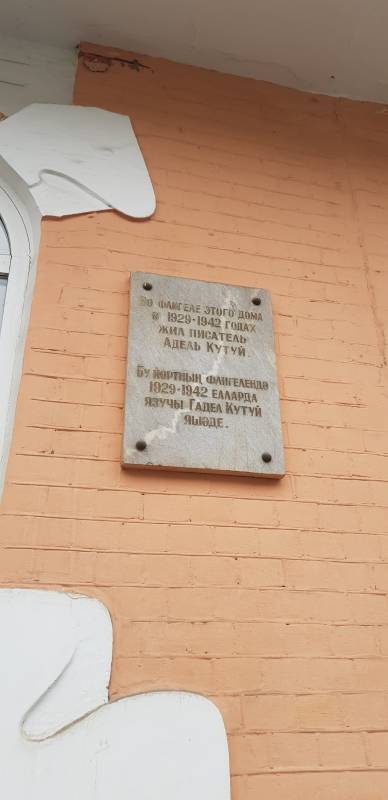 Во флигеле этого дома
в 1929-1942 годах
жил писатель
Адель Кутуй.
Бу йортның флигелендә
1929-1942 елларда
язучы Гадел Кутуй
яшәде.